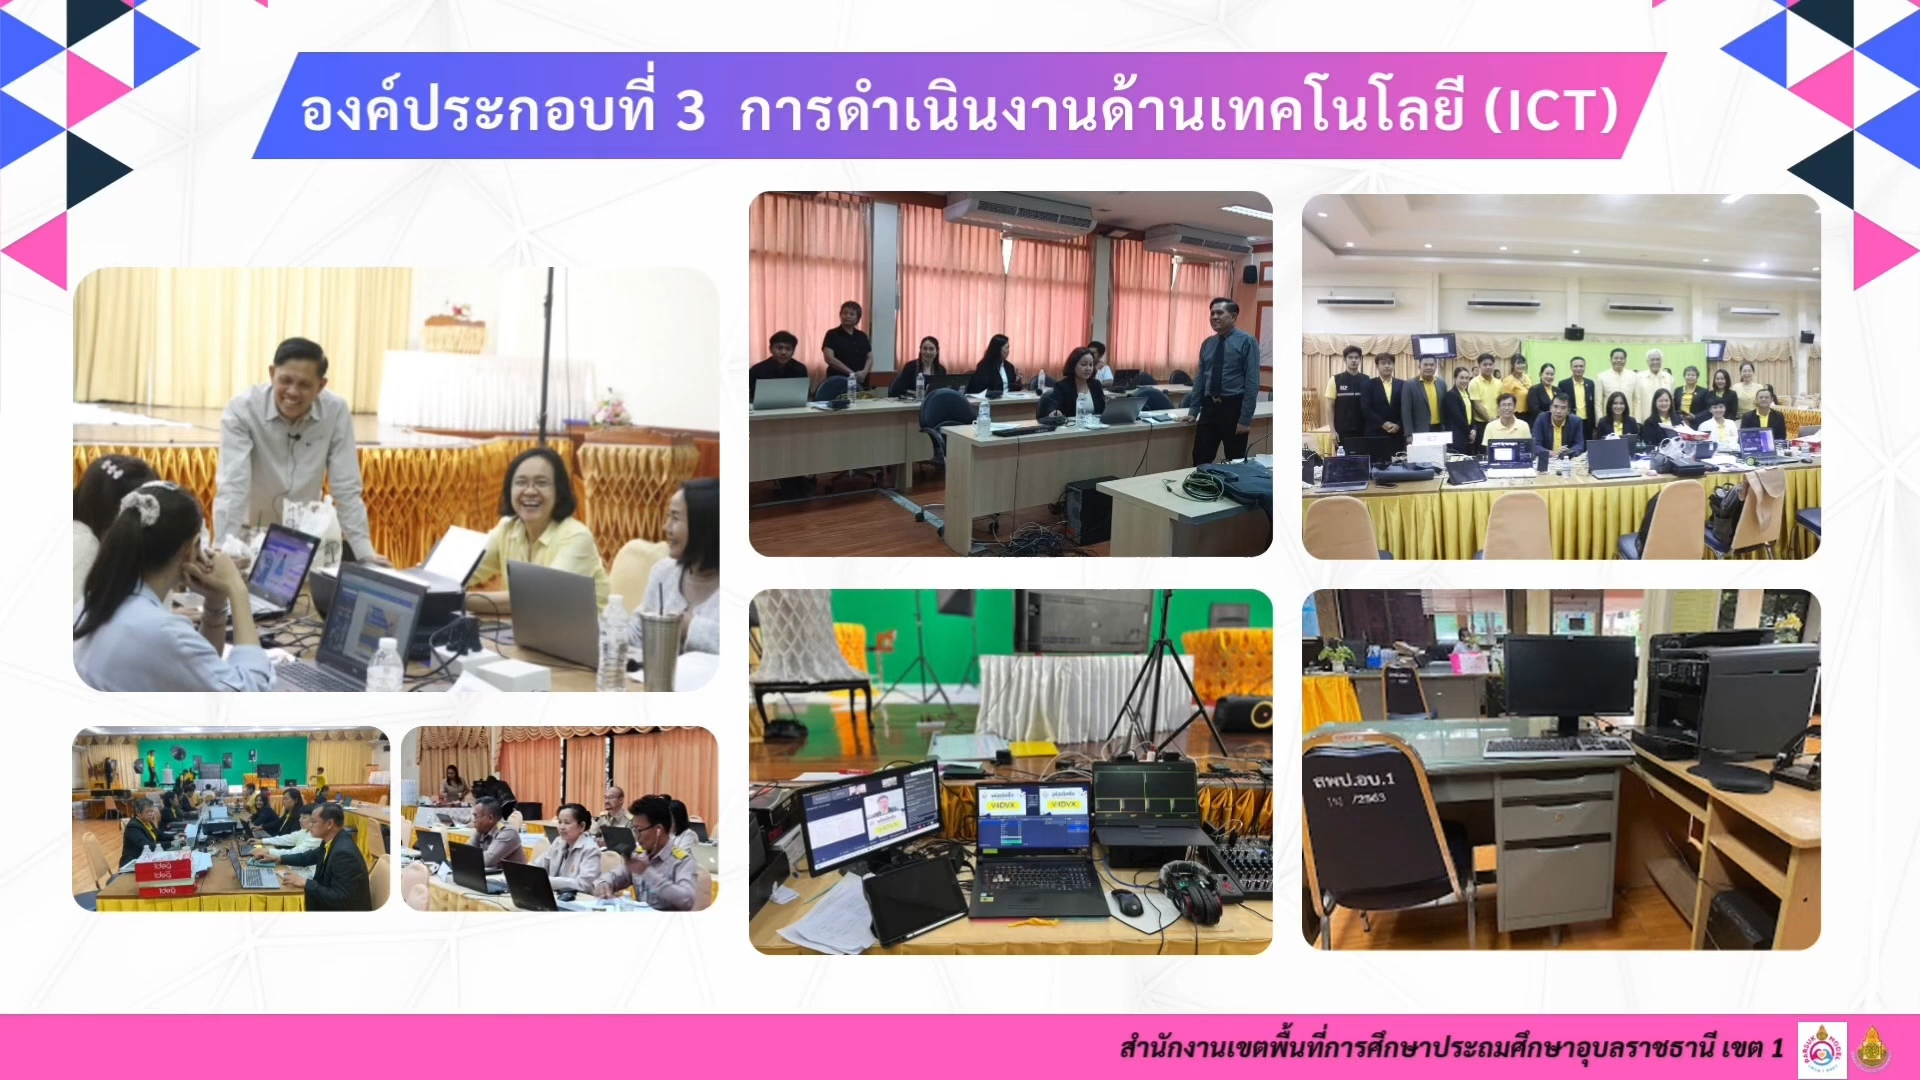 องค์ประกอบที่ 3 การดำเนินงานด้านเทคโนโลยี (ICT)
V4DVX
V4DVX
V4DVX
สพป.อบ.1
/2563
สำนักงานเขตพื้นที่การศึกษาประถมศึกษาอุบลราชธานี เขต 1